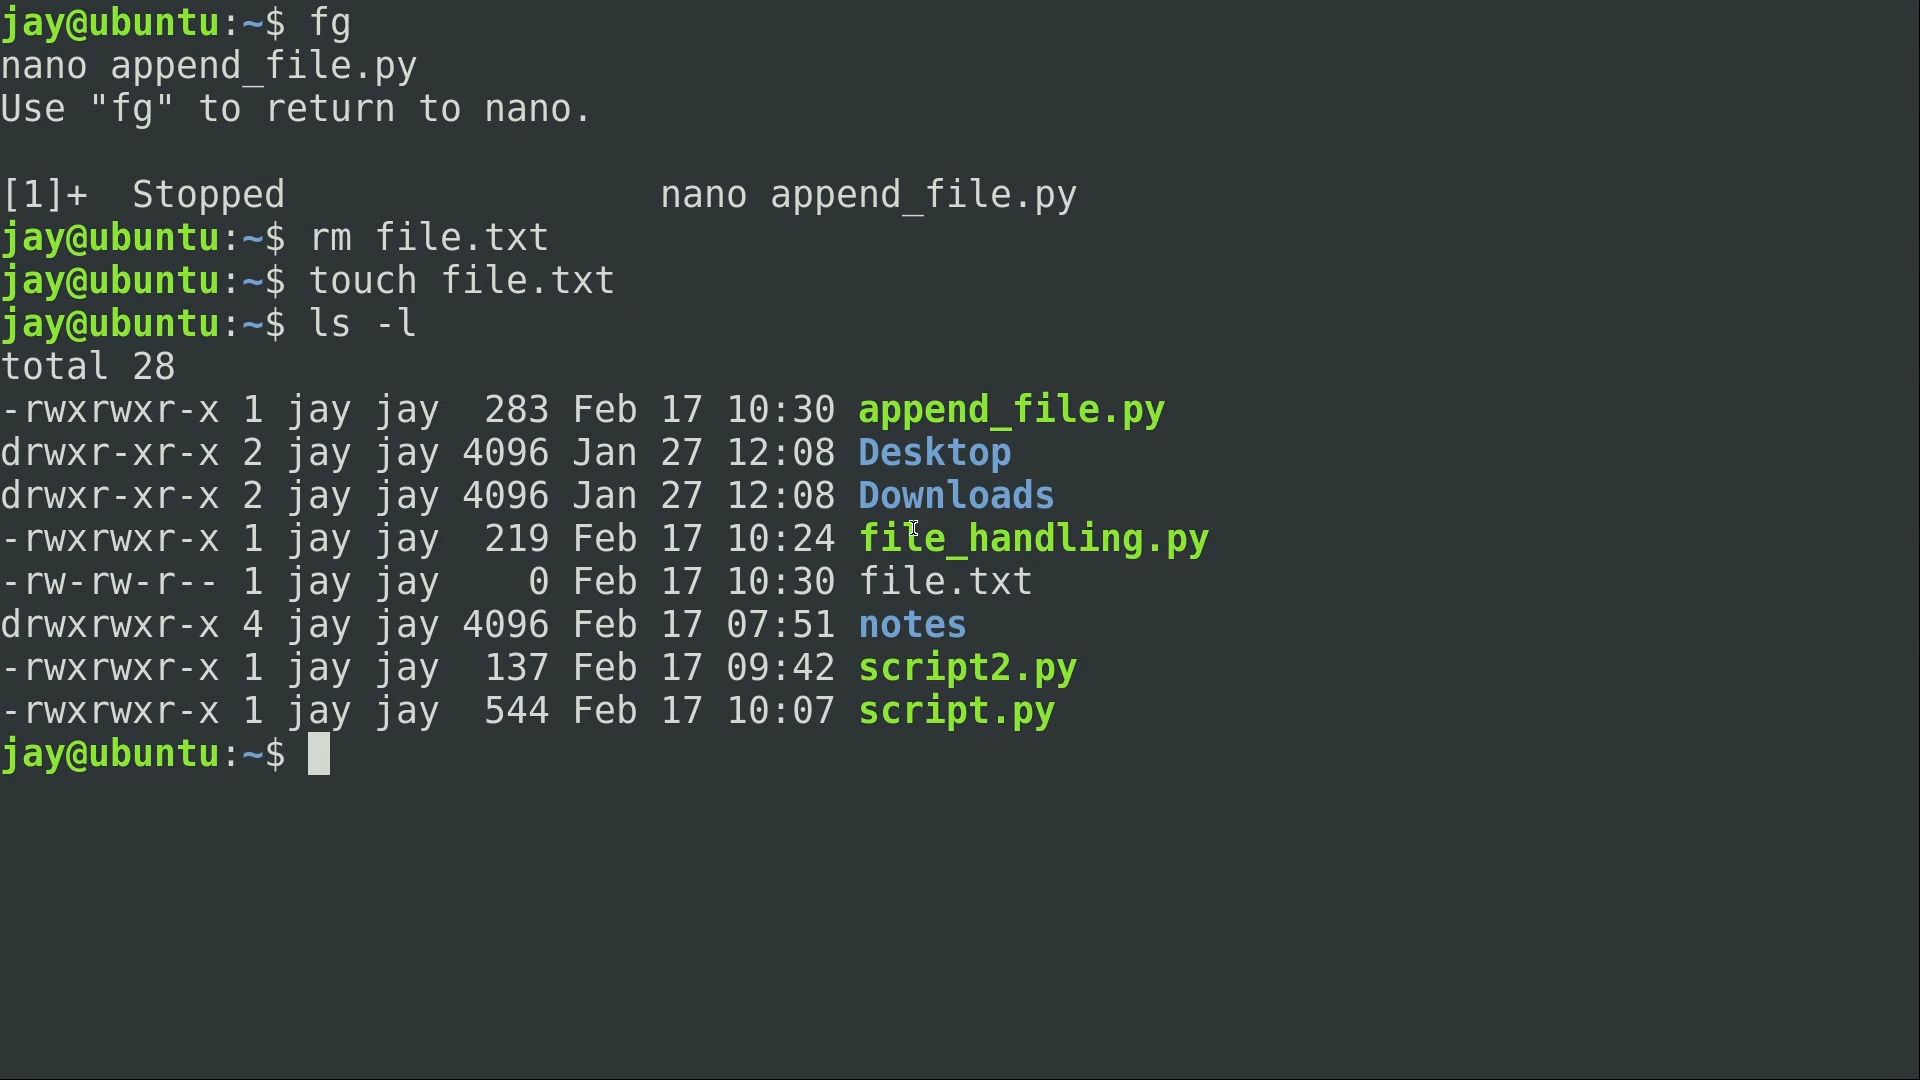 jay@ubuntu:~$ fg
nano append_file.py
Use "fg" to return to nano.
[1]+  Stopped                 nano append_file.py
jay@ubuntu:~$ rm file.txt
jay@ubuntu:~$ touch file.txt
jay@ubuntu:~$ ls -l
total 28
-rwxrwxr-x 1 jay jay  283 Feb 17 10:30 append_file.py
drwxr-xr-x 2 jay jay 4096 Jan 27 12:08 Desktop
drwxr-xr-x 2 jay jay 4096 Jan 27 12:08 Downloads
-rwxrwxr-x 1 jay jay  219 Feb 17 10:24 file_handling.py
-rw-rw-r-- 1 jay jay    0 Feb 17 10:30 file.txt
drwxrwxr-x 4 jay jay 4096 Feb 17 07:51 notes
-rwxrwxr-x 1 jay jay  137 Feb 17 09:42 script2.py
-rwxrwxr-x 1 jay jay  544 Feb 17 10:07 script.py
jay@ubuntu:~$